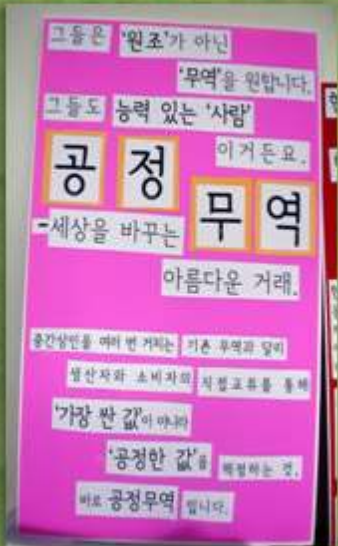 그들은 '원조'가 아닌
'무역'을 원합니다.
그들도 능력 있는 '사람'
이거든요.
공정
무역
-세상을 바꾸는
아름다운 거래.
중간상인을 여러 번 거치는 기존 무역과 달리
생산자와 소비자의 직접교류를 통해
'가장 싼 값'이 아니라
'공정한 값'을 책정하는 것.
바로 공정무역 입니다.